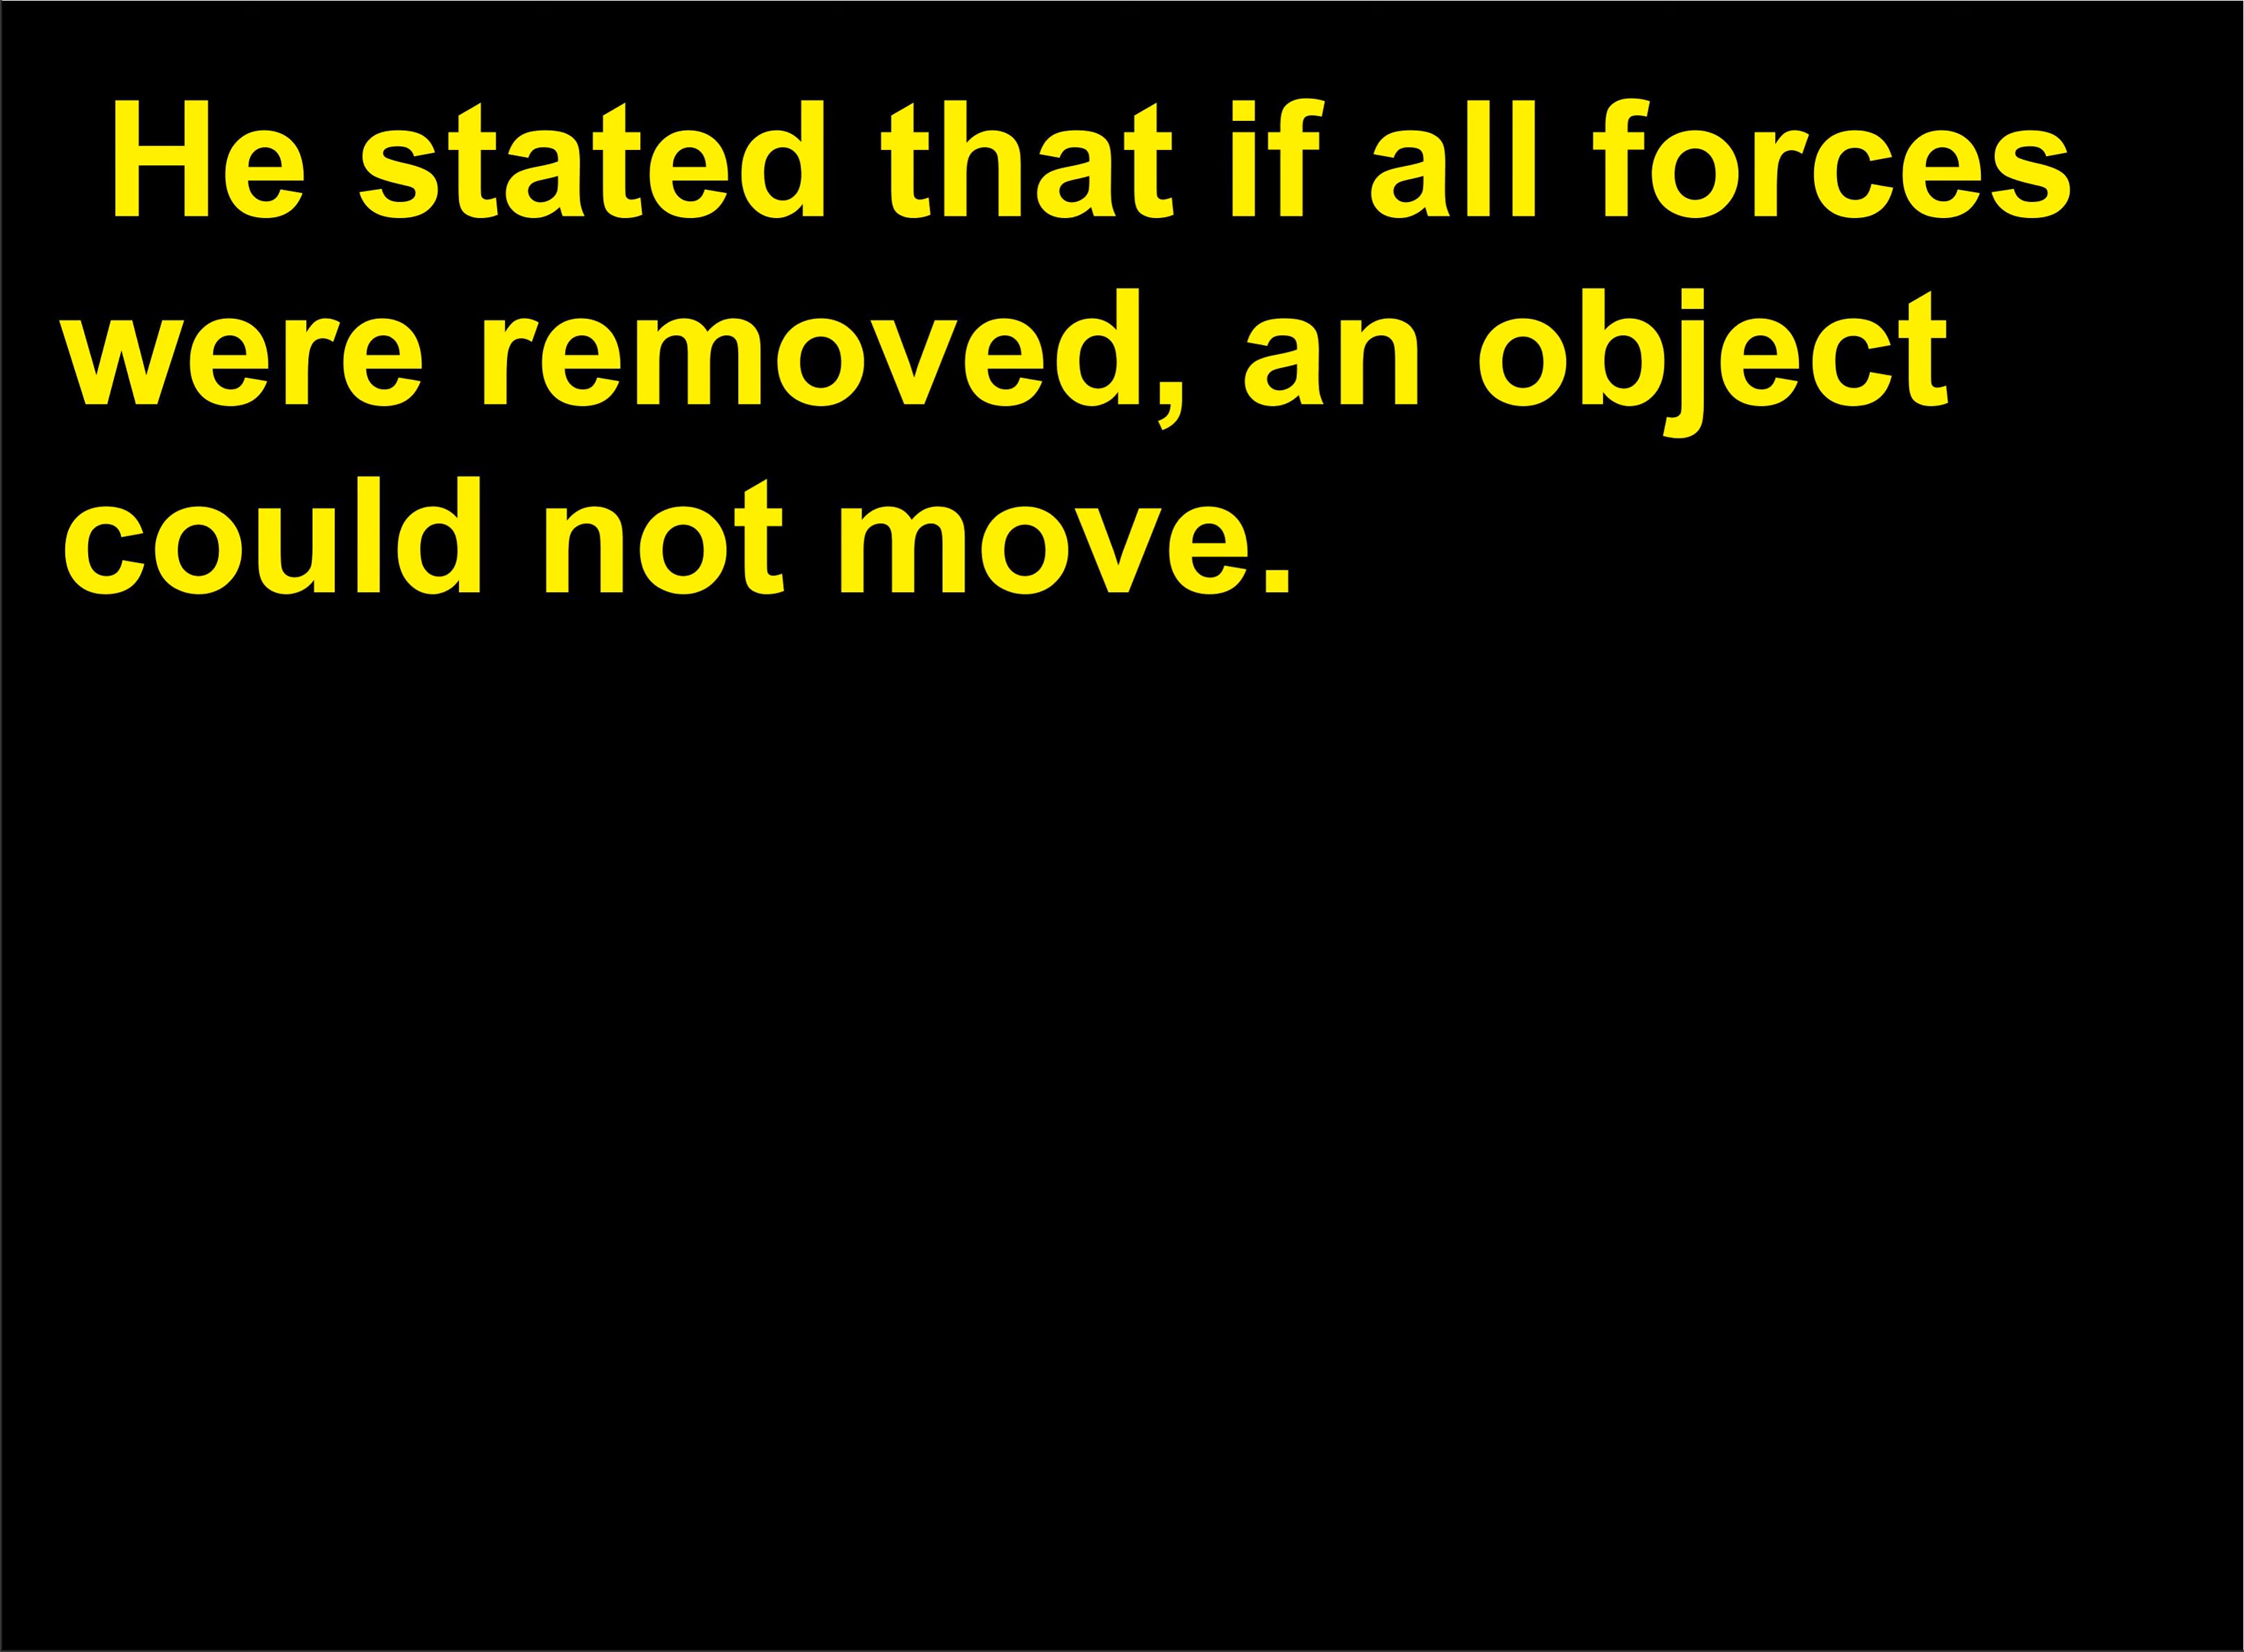 He stated that if all forces
were removed, an object
could not move.